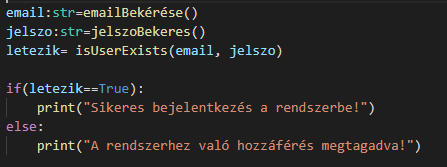 email:str=emailBekérése()
jelszo:str=jelszoBekeres()
letezik= isUserExists(email, jelszo)
if(letezik==True):
print("Sikeres bejelentkezés a rendszerbe!")
else:
print("A rendszerhez való hozzáférés megtagadva!")